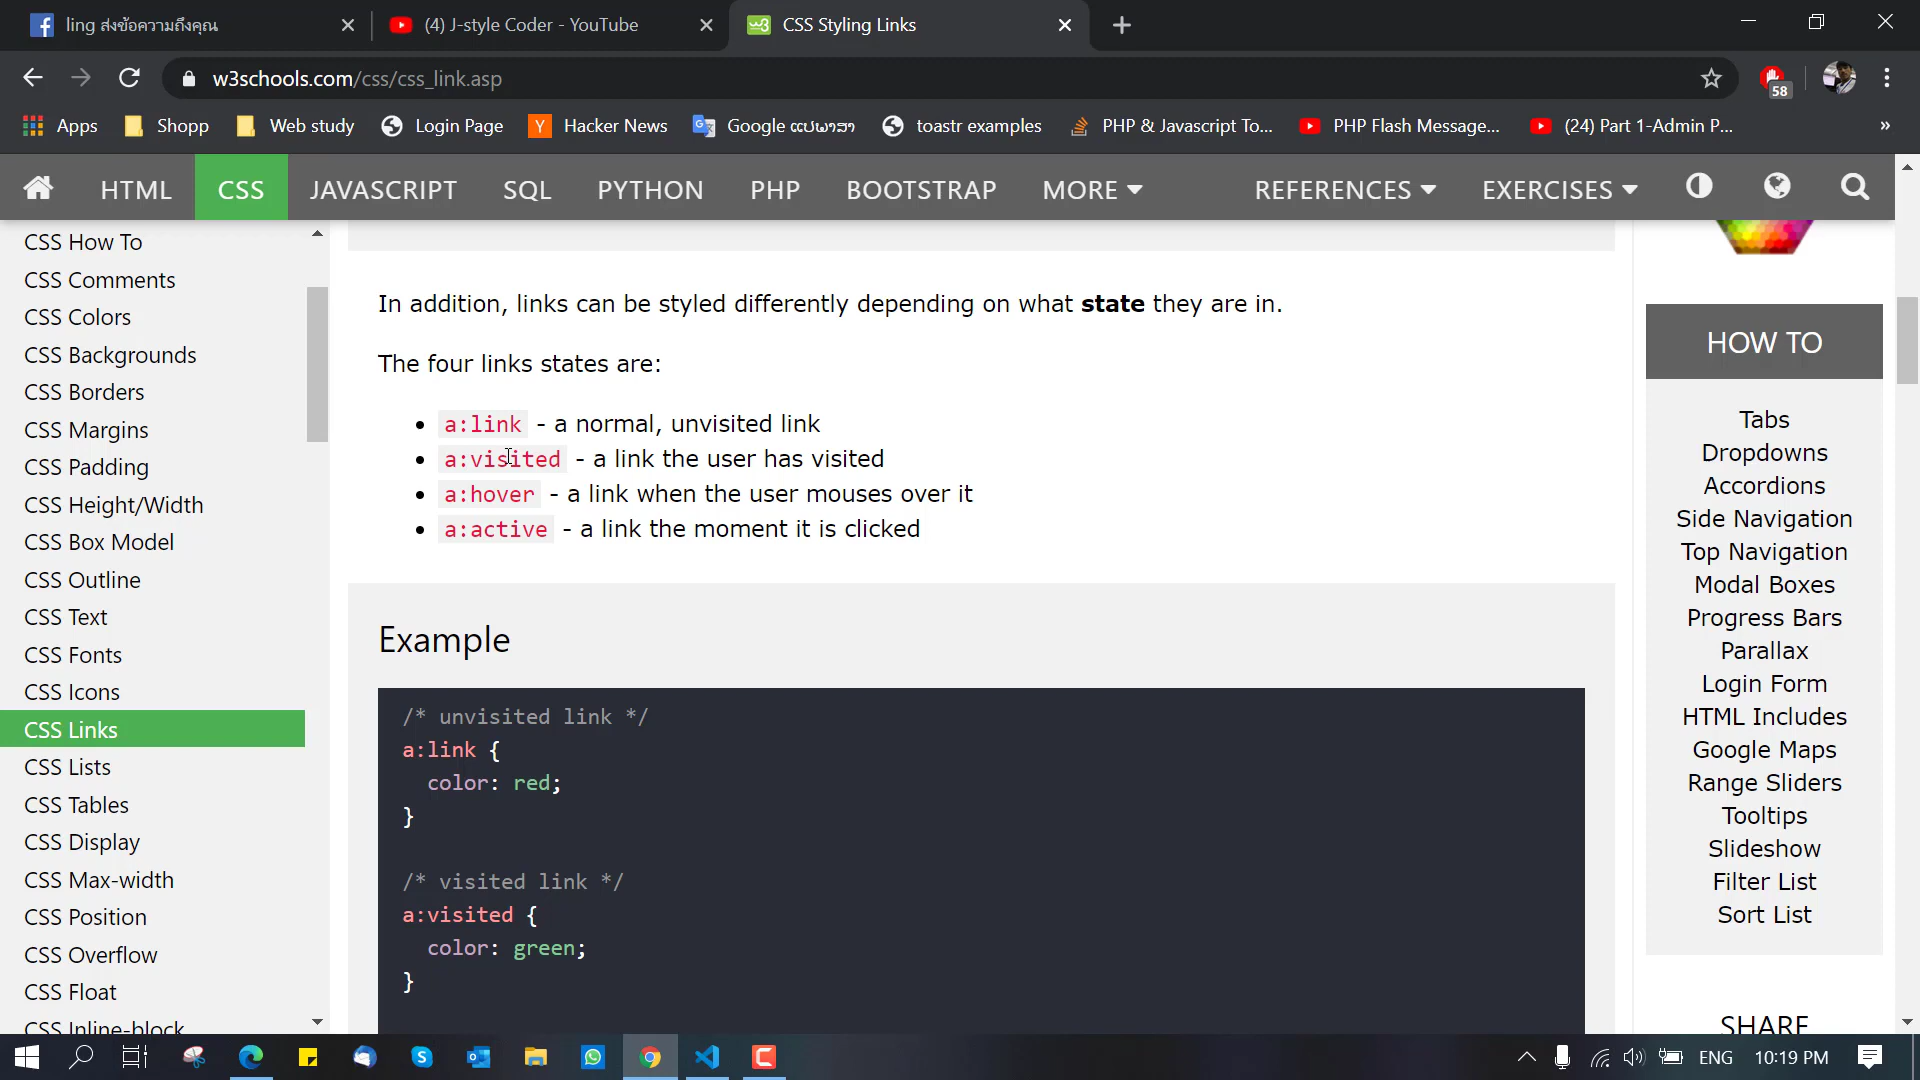 ling ส่งข้อความถึงคุณ
(4) J-style Coder - YouTube
CSS Styling Links
w3schools.com/css/css_link.asp
58
Apps
Shopp
Web study
Login Page
Hacker News
Google ແປພາສາ
toastr examples
PHP & Javascript To...
PHP Flash Message...
(24) Part 1-Admin P...
»
HTML
CSS
JAVASCRIPT
SQL
PYTHON
PHP
BOOTSTRAP
MORE
REFERENCES
EXERCISES
CSS How To
CSS Comments
CSS Colors
CSS Backgrounds
CSS Borders
CSS Margins
CSS Padding
CSS Height/Width
CSS Box Model
CSS Outline
CSS Text
CSS Fonts
CSS Icons
CSS Links
CSS Lists
CSS Tables
CSS Display
CSS Max-width
CSS Position
CSS Overflow
CSS Float
CSS Inline-block
In addition, links can be styled differently depending on what state they are in.
The four links states are:
• a:link - a normal, unvisited link
• a:visited - a link the user has visited
• a:hover - a link when the user mouses over it
• a:active - a link the moment it is clicked
Example
/* unvisited link */
a:link {
color: red;
}
/* visited link */
a:visited {
color: green;
}
HOW TO
Tabs
Dropdowns
Accordions
Side Navigation
Top Navigation
Modal Boxes
Progress Bars
Parallax
Login Form
HTML Includes
Google Maps
Range Sliders
Tooltips
Slideshow
Filter List
Sort List
SHARE
ENG
10:19 PM